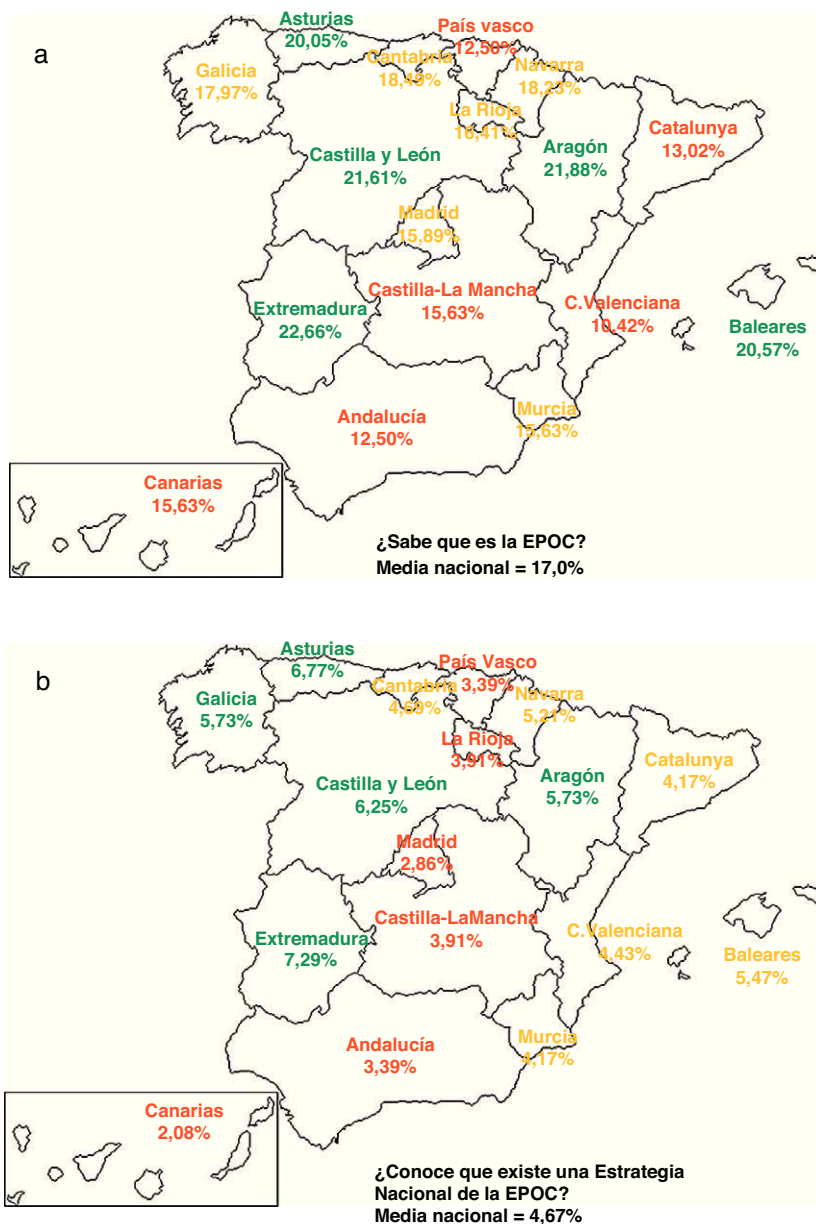 a
Asturias
20,05%
País vasco
12,50%
Cantabria
18,49%
Navarra
18,23%
Galicia
17,97%
La Rioja
16,41%
Catalunya
13,02%
Aragón
21,88%
Castilla y León
21,61%
Madrid
15,89%
Castilla-La Mancha
15,63%
C.Valenciana
10,42%
Extremadura
22,66%
Baleares
20,57%
Andalucía
12,50%
Murcia
15,63%
Canarias
15,63%
¿Sabe que es la EPOC?
Media nacional = 17,0%
b
Asturias
6,77%
País Vasco
3,39%
Cantabria
4,69%
Navarra
5,21%
Galicia
5,73%
La Rioja
3,91%
Catalunya
4,17%
Aragón
5,73%
Castilla y León
6,25%
Madrid
2,86%
Castilla-LaMancha
3,91%
C.Valenciana
4,43%
Extremadura
7,29%
Baleares
5,47%
Andalucía
3,39%
Murcia
4,17%
Canarias
2,08%
¿Conoce que existe una Estrategia
Nacional de la EPOC?
Media nacional = 4,67%